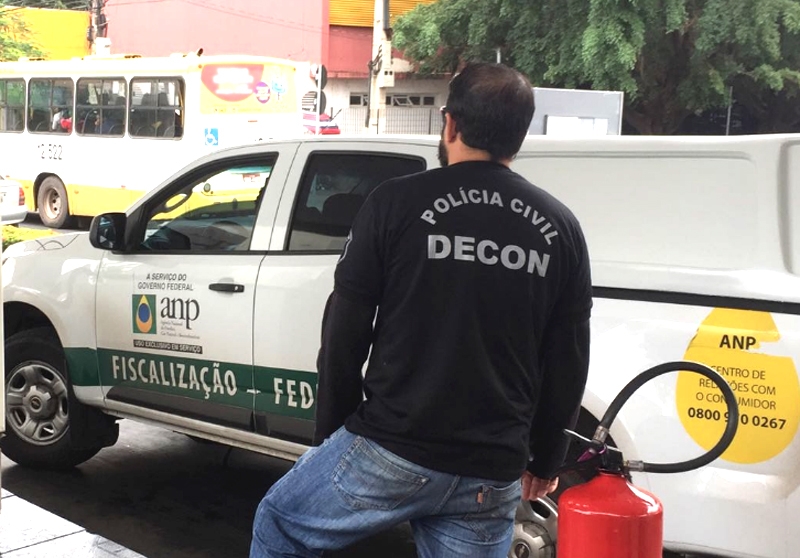 12 522
POLÍCIA CIVIL
DECON
A SERVIÇO DO
GOVERNO FEDERAL
anp
USO EXCLUSIVO EM SERVIÇO
FISCALIZAÇÃO – FED
ANP
CENTRO DE
RELAÇÕES COM
O CONSUMIDOR
0800 970 0267